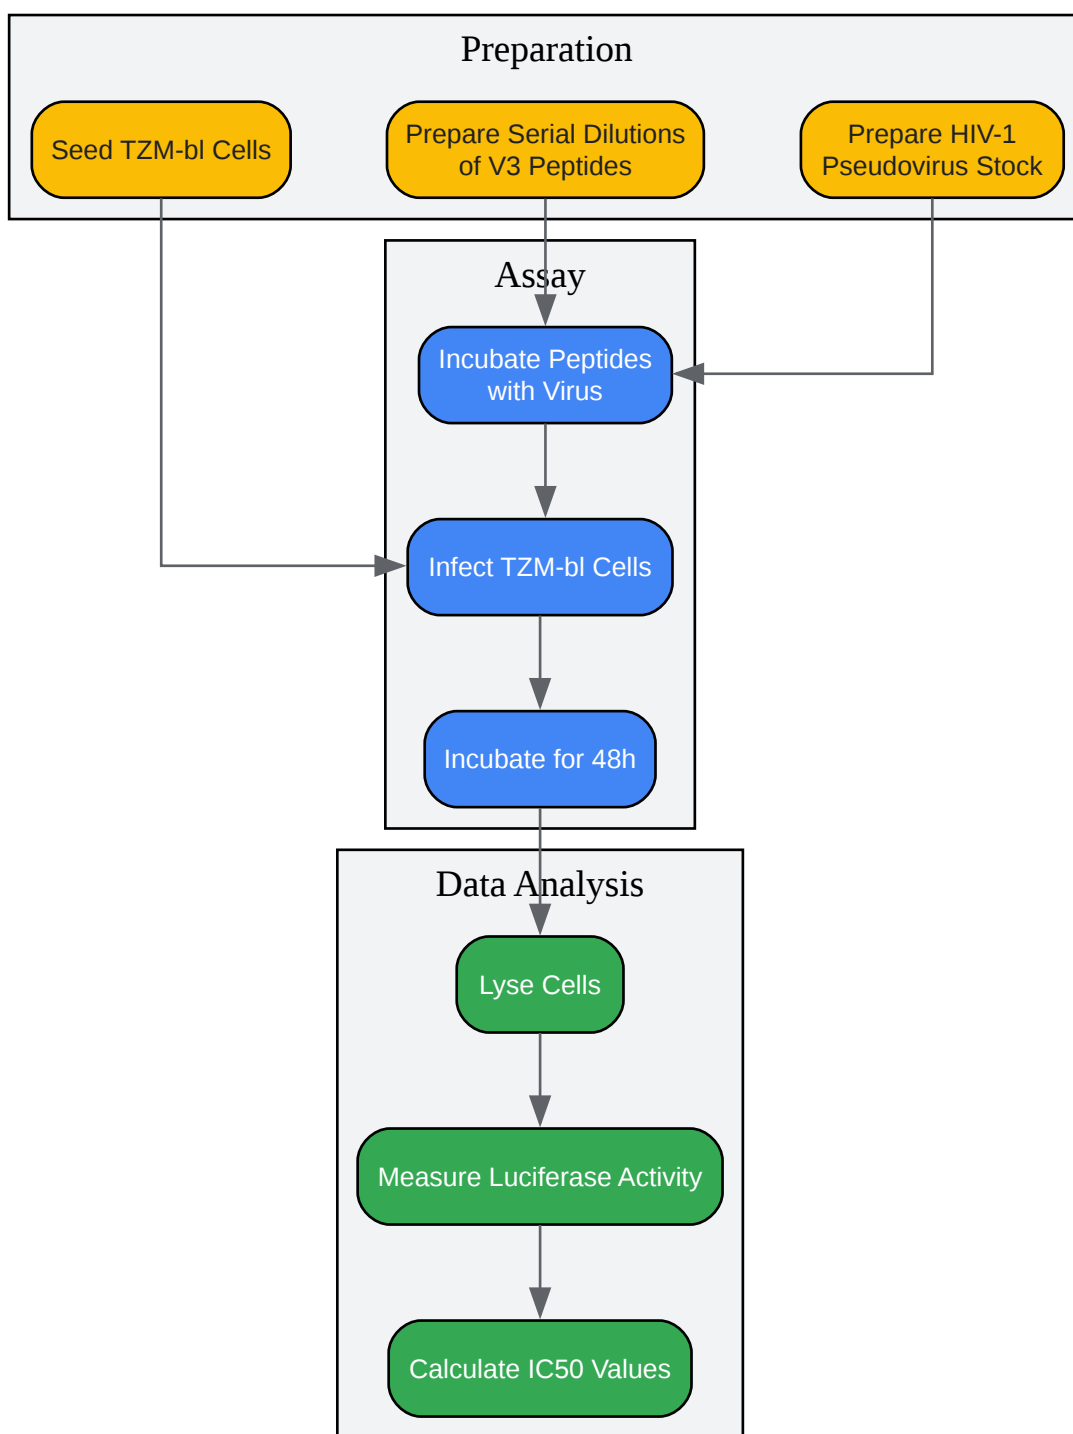 Preparation
Seed TZM-bl Cells
Prepare Serial Dilutions
of V3 Peptides
Prepare HIV-1
Pseudovirus Stock
Assay
Incubate Peptides
with Virus
Infect TZM-bl Cells
Incubate for 48h
Data Analysis
Lyse Cells
Measure Luciferase Activity
Calculate IC50 Values